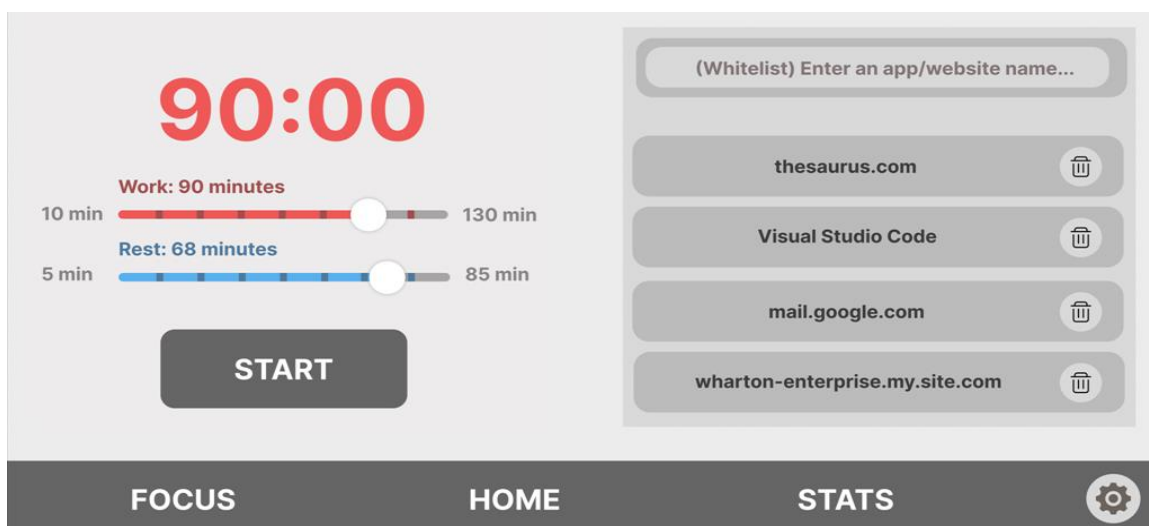 90:00
Work: 90 minutes
10 min
130 min
Rest: 68 minutes
5 min
85 min
START
(Whitelist) Enter an app/website name...
thesaurus.com
Visual Studio Code
mail.google.com
wharton-enterprise.my.site.com
FOCUS
HOME
STATS